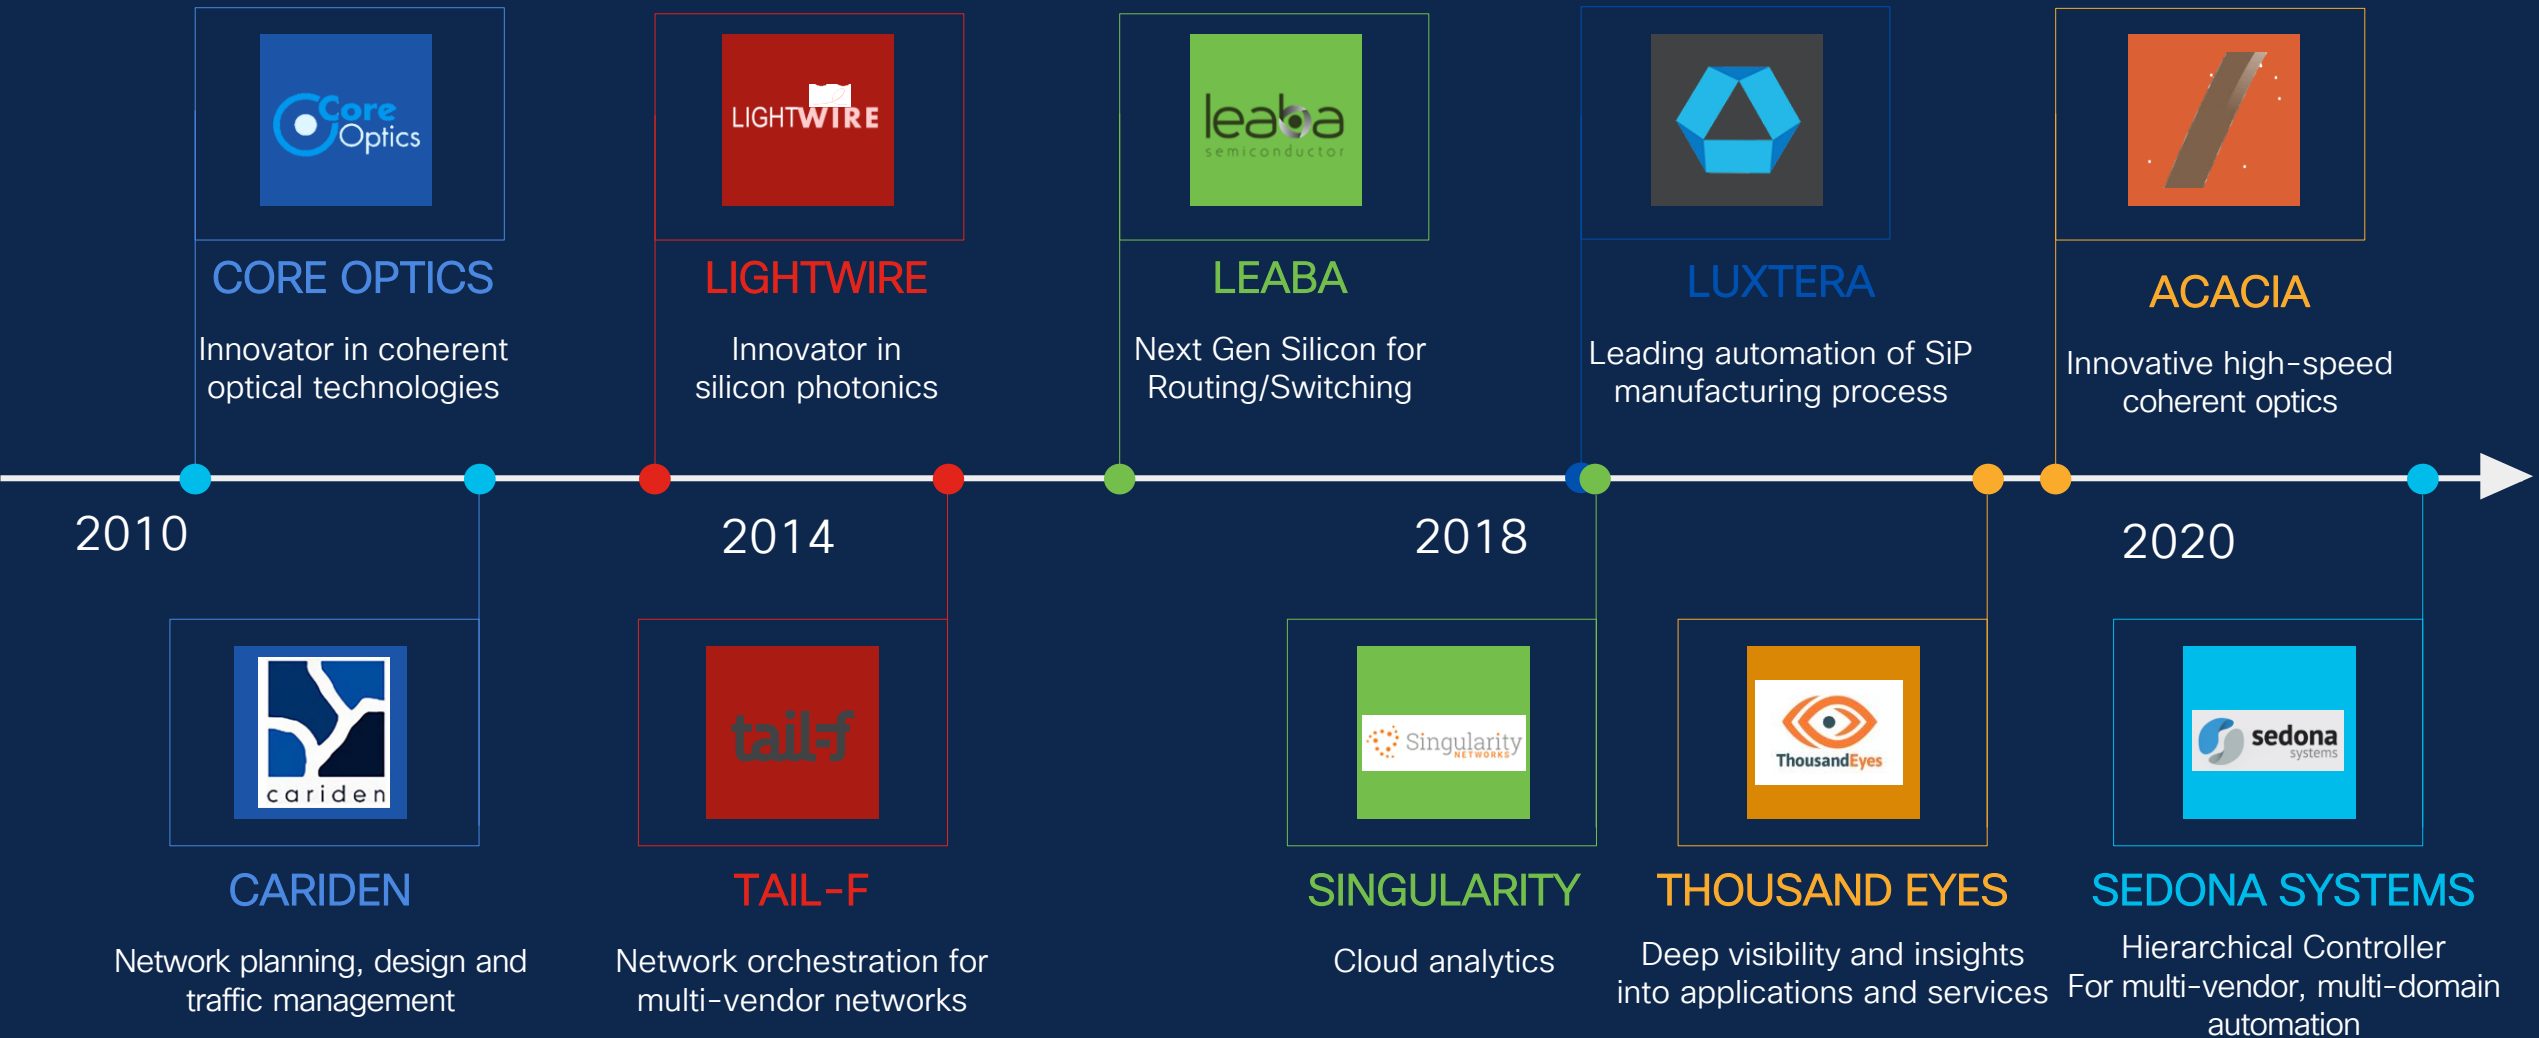 Core
Optics
LIGHTWIRE
leaba
semiconductor
CORE OPTICS
LIGHTWIRE
LEABA
LUXTERA
ACACIA
Innovator in coherent
optical technologies
Innovator in
silicon photonics
Next Gen Silicon for
Routing/Switching
Leading automation of SiP
manufacturing process
Innovative high-speed
coherent optics
2010
2014
2018
2020
cariden
tail-f
Singularity
NETWORKS
ThousandEyes
sedona
systems
CARIDEN
TAIL-F
SINGULARITY
THOUSAND EYES
SEDONA SYSTEMS
Network planning, design and
traffic management
Network orchestration for
multi-vendor networks
Cloud analytics
Deep visibility and insights
into applications and services
Hierarchical Controller
For multi-vendor, multi-domain
automation